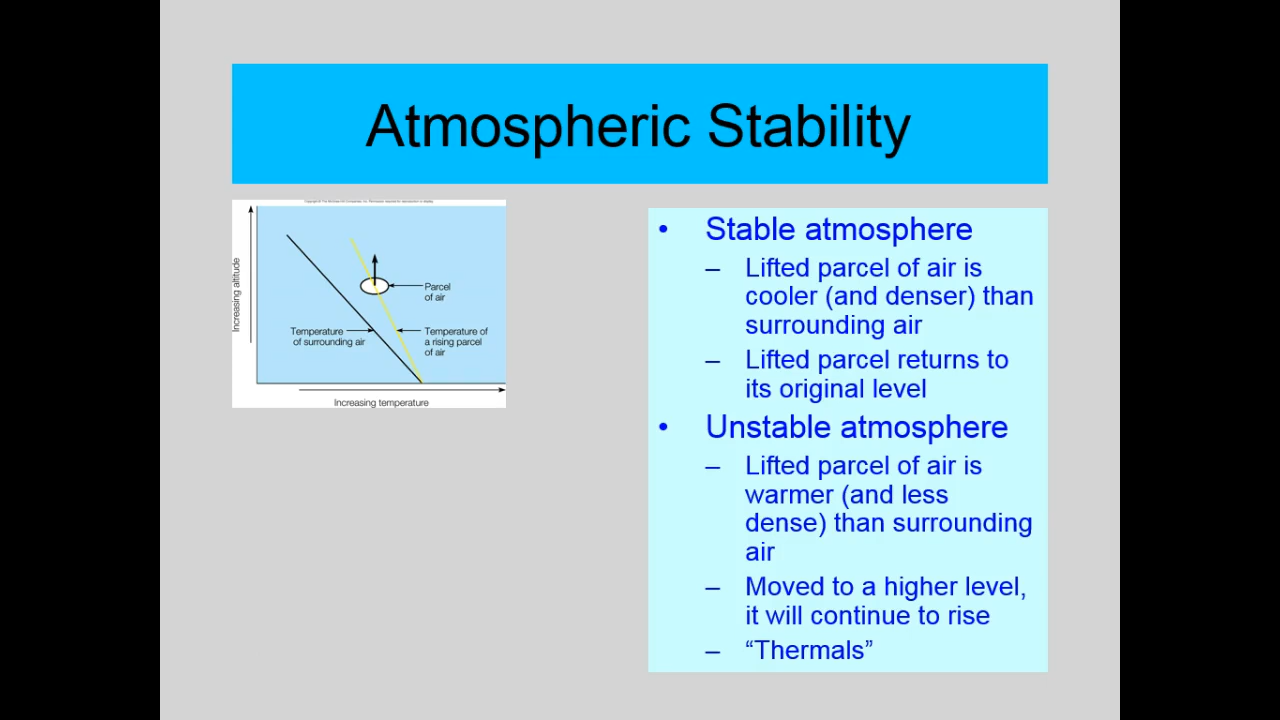 Atmospheric Stability
Increasing altitude
Parcel
of air
Temperature
of surrounding air
Temperature of
a rising parcel
of air
Increasing temperature
• Stable atmosphere
– Lifted parcel of air is
cooler (and denser) than
surrounding air
– Lifted parcel returns to
its original level
• Unstable atmosphere
– Lifted parcel of air is
warmer (and less
dense) than surrounding
air
– Moved to a higher level,
it will continue to rise
– “Thermals”